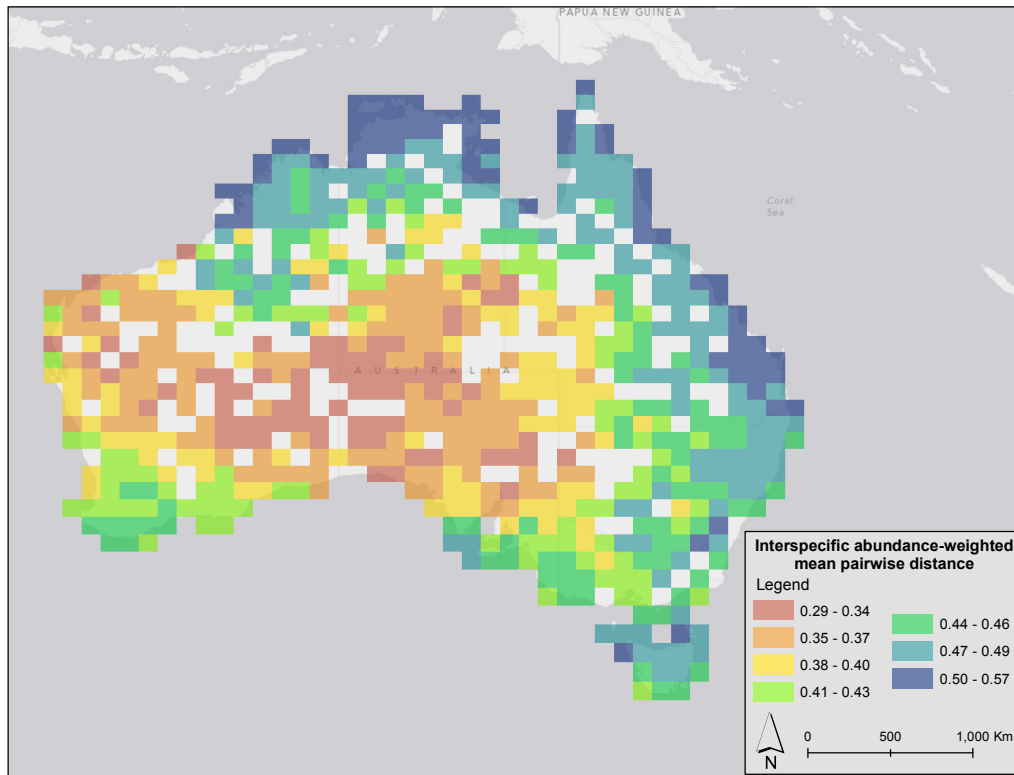 PAPUA NEW GUINEA
Coral
Sea
AUSTRALIA
Interspecific abundance-weighted
mean pairwise distance
Legend
0.29 - 0.34
0.35 - 0.37
0.38 - 0.40
0.41 - 0.43
0.44 - 0.46
0.47 - 0.49
0.50 - 0.57
N
0 500 1,000 Km